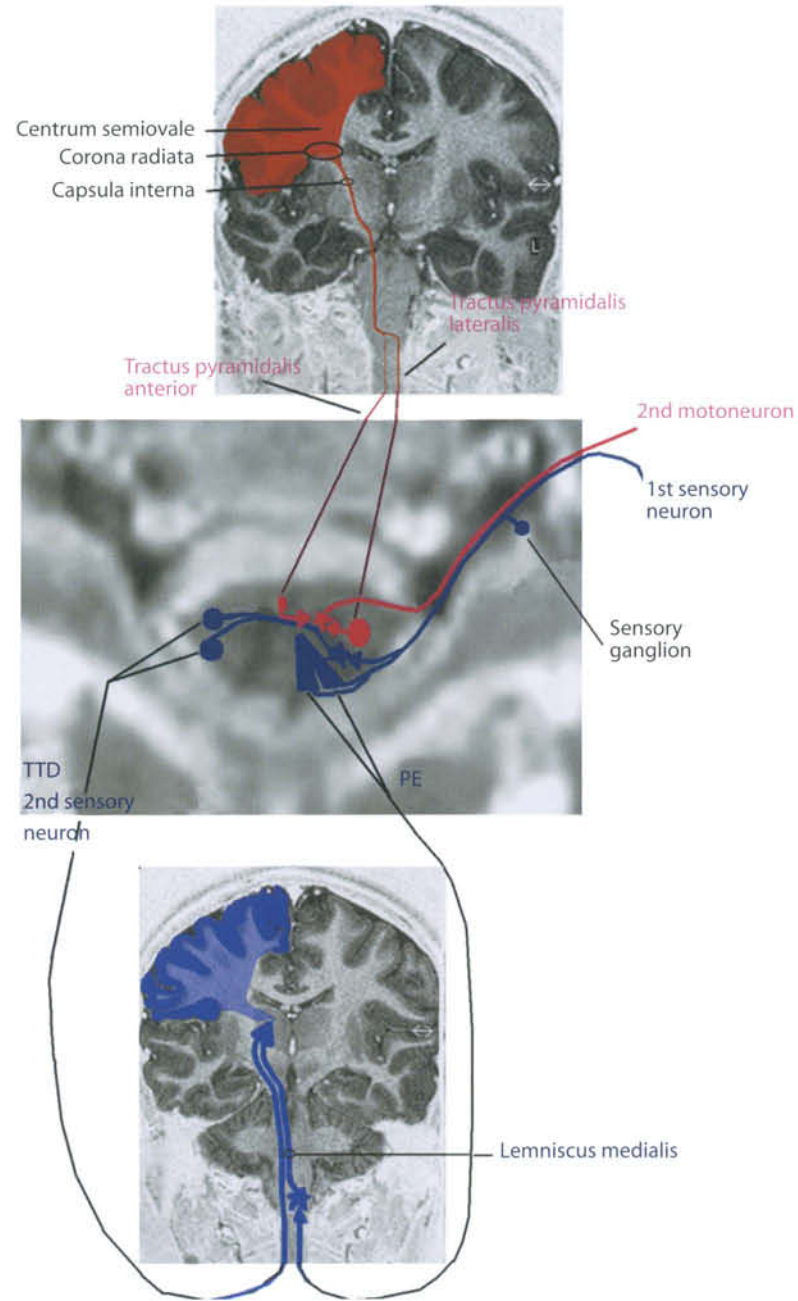 Centrum semiovale
Corona radiata
Capsula interna
L
Tractus pyramidalis
lateralis
Tractus pyramidalis
anterior
2nd motoneuron
1st sensory
neuron
Sensory
ganglion
TTD
2nd sensory
neuron
PE
Lemniscus medialis